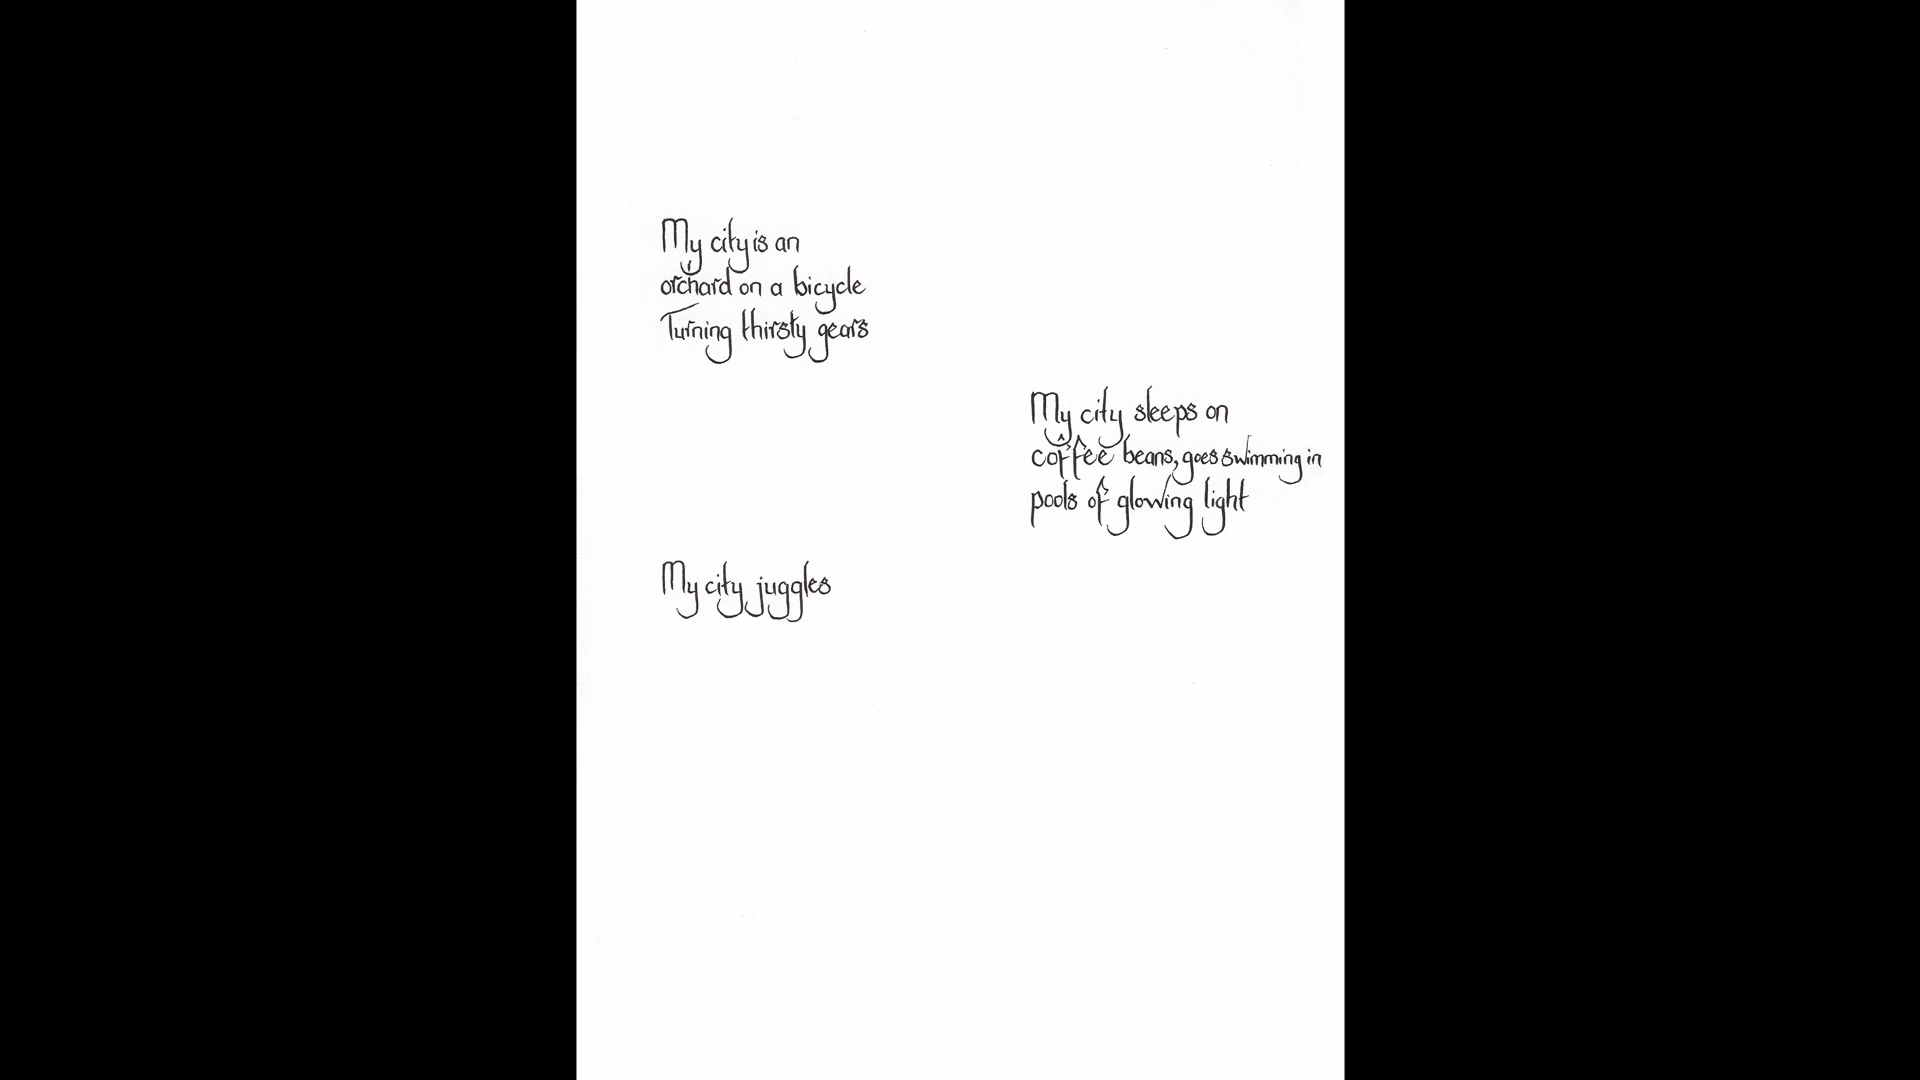 My city is an
orchard on a bicycle
Turning thirsty gears
My city sleeps on
coffee beans, goes swimming in
pools of glowing light
My city juggles